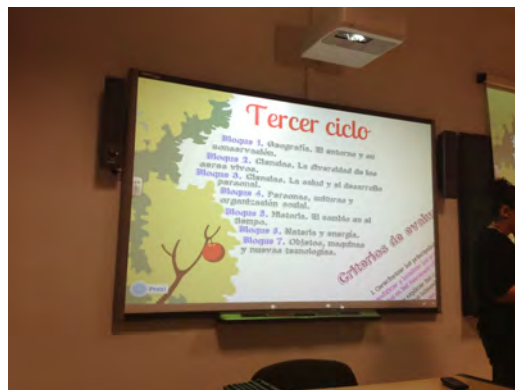 Tercer ciclo
Bloque 1. Geografía. El entorno y su
conservación.
Bloque 2. Ciencias. La diversidad de los
seres vivos.
Bloque 3. Ciencias. La salud y el desarrollo
personal.
Bloque 4. Personas, culturas y
organización social.
Bloque 5. Historia. El cambio en el
tiempo.
Bloque 6. Materia y energía.
Bloque 7. Objetos, maquinas
y nuevas tecnologías.
Prezi
Criterios de evalu